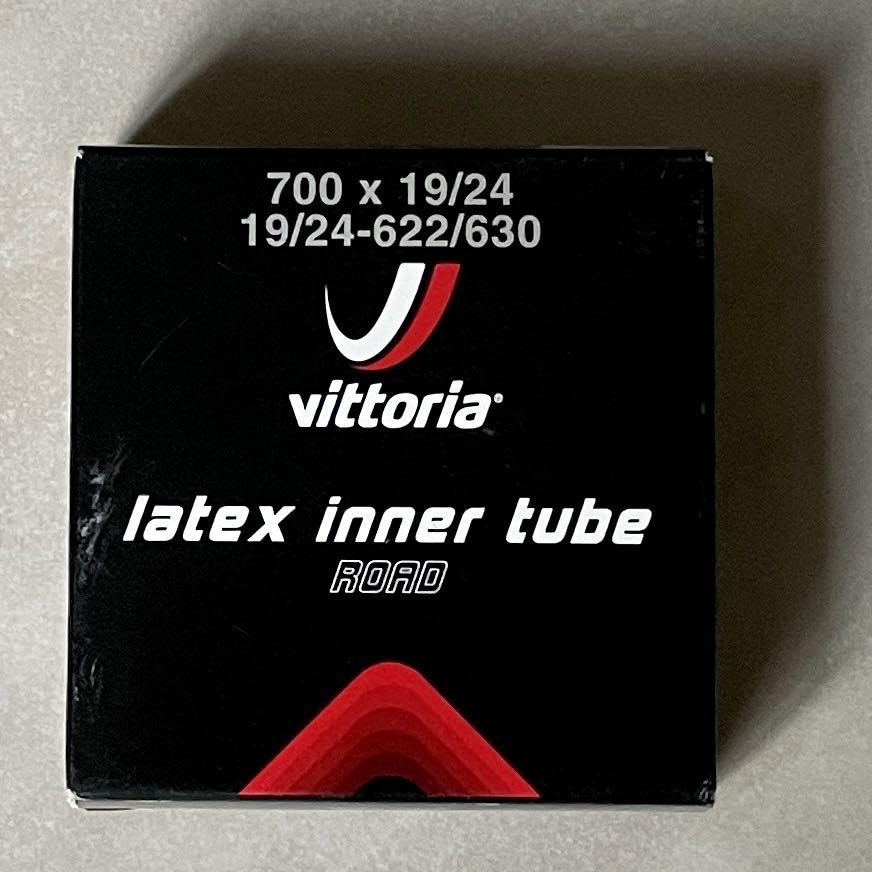 700 x 19/24
19/24-622/630
vittoria®
latex inner tube
ROAD